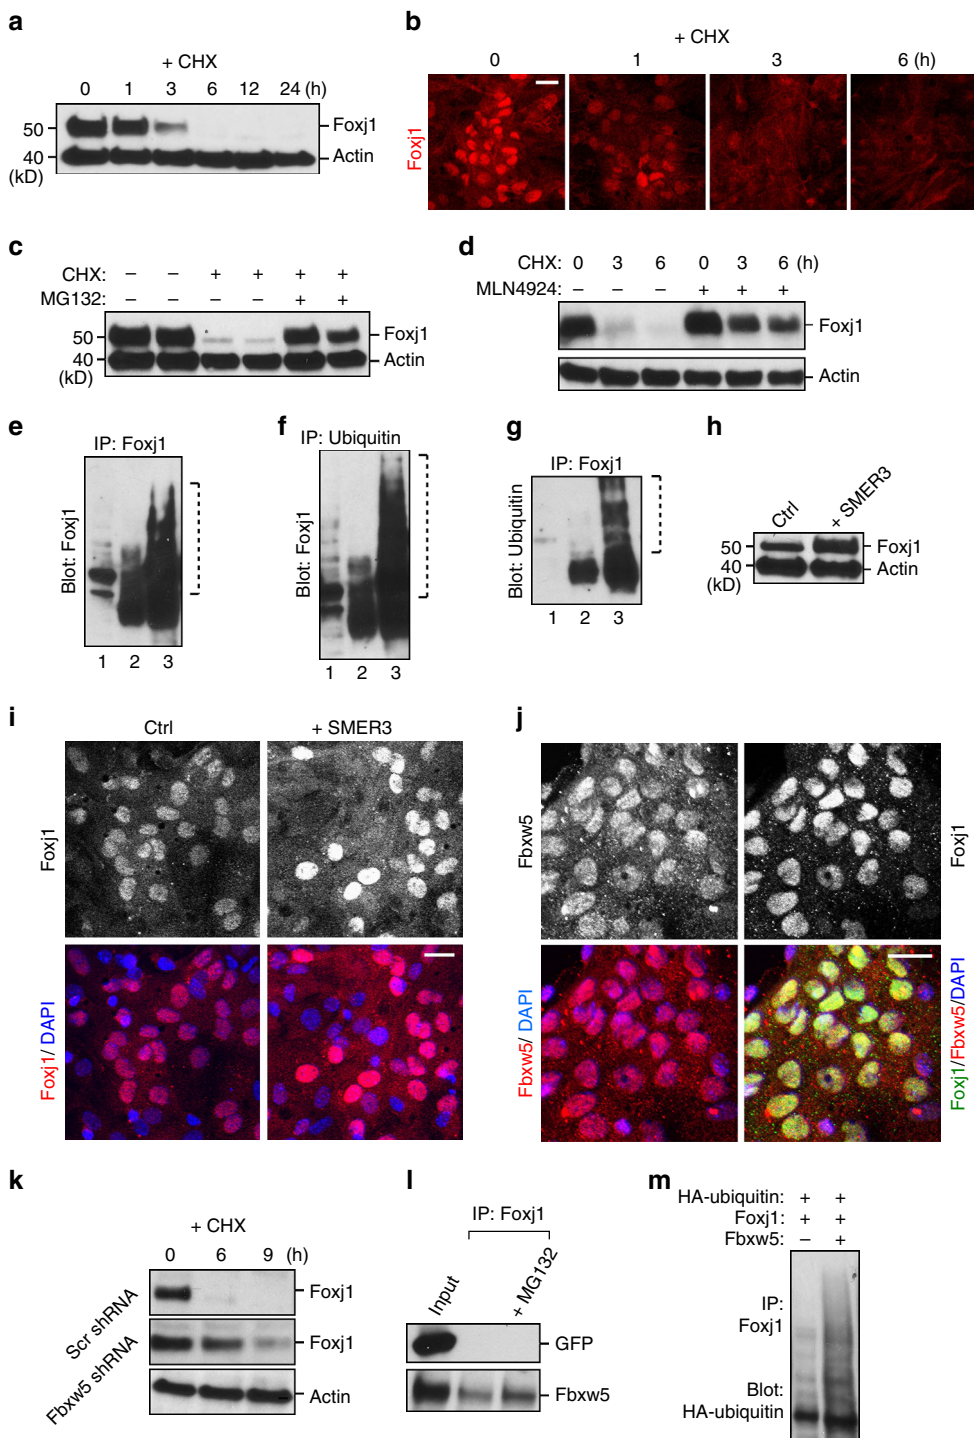 a
+ CHX
0 1 3 6 12 24 (h)
50
Foxj1
40
Actin
(kD)
b
+ CHX
0 1 3 6 (h)
Foxj1
c
CHX: – – + + + +
MG132: – – – – + +
50
Foxj1
40
Actin
(kD)
d
CHX: 0 3 6 0 3 6 (h)
MLN4924: – – – + + +
Foxj1
Actin
e
IP: Foxj1
Blot: Foxj1
1 2 3
f
IP: Ubiquitin
Blot: Foxj1
1 2 3
g
IP: Foxj1
Blot: Ubiquitin
1 2 3
h
Ctrl
+ SMER3
50
Foxj1
40
Actin
(kD)
i
Ctrl
+ SMER3
Foxj1
Foxj1/ DAPI
j
Fbxw5
Foxj1
Fbxw5/ DAPI
Foxj1/Fbxw5/DAPI
k
+ CHX
0 6 9 (h)
Scr shRNA
Foxj1
Fbxw5 shRNA
Foxj1
Actin
l
IP: Foxj1
Input
+ MG132
GFP
Fbxw5
m
HA-ubiquitin: + +
Foxj1: + +
Fbxw5: – +
IP:
Foxj1
Blot:
HA-ubiquitin